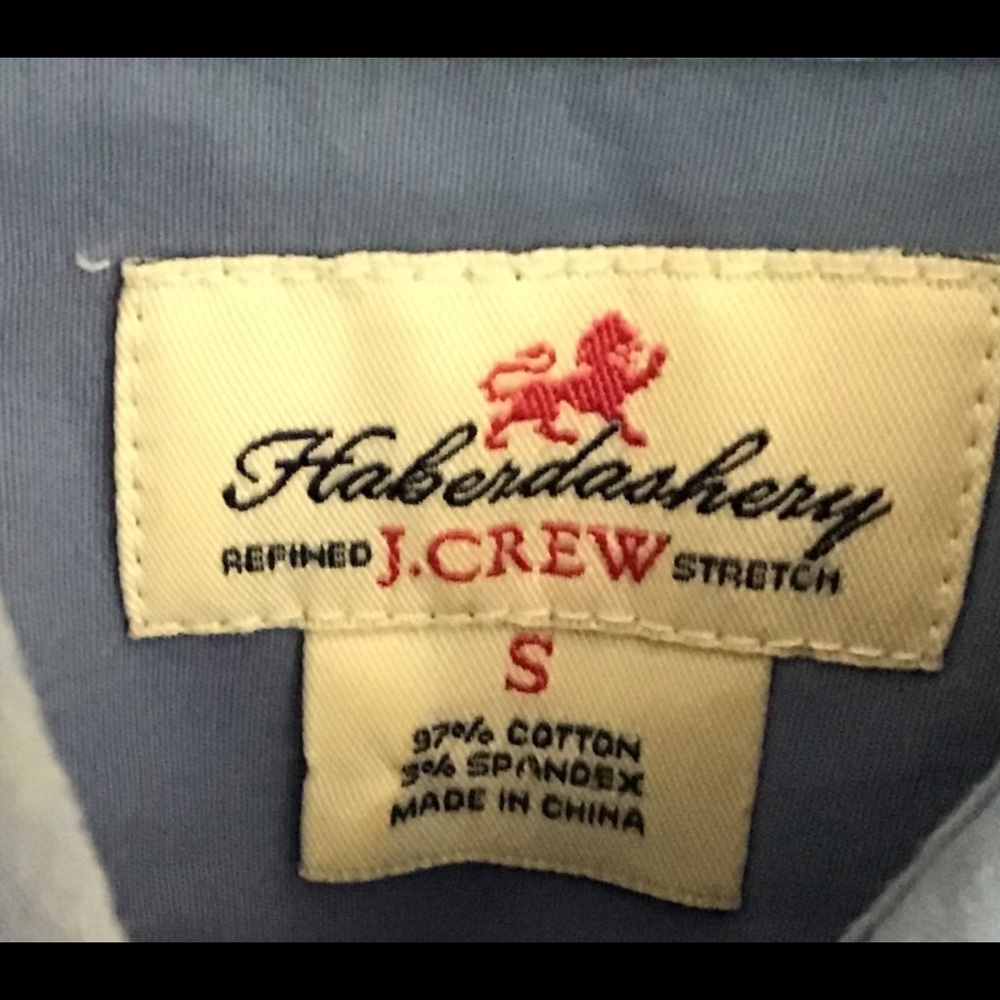 Haberdashery
REFINED J.CREW STRETCH
S
97% COTTON
3% SPANDEX
MADE IN CHINA